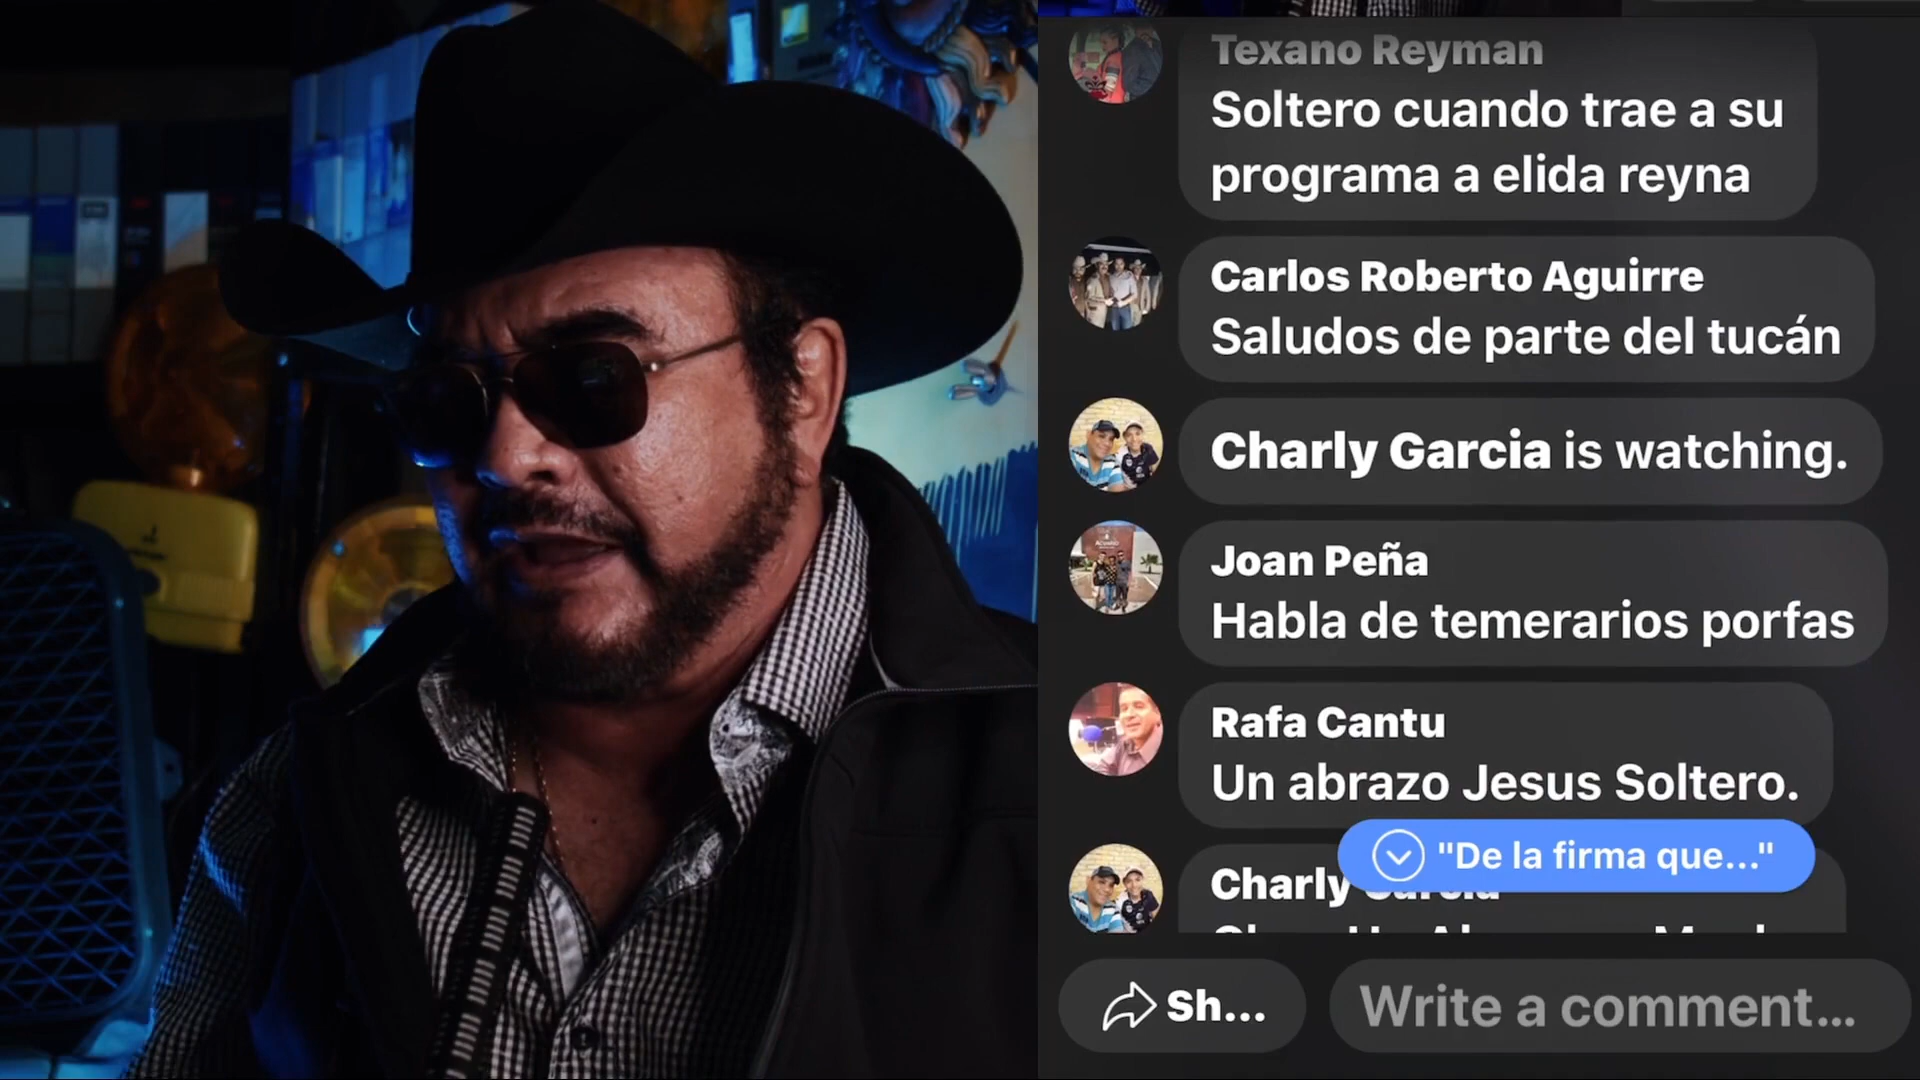 Texano Reyman
Soltero cuando trae a su
programa a elida reyna
Carlos Roberto Aguirre
Saludos de parte del tucán
Charly Garcia is watching.
Joan Peña
Habla de temerarios porfas
Rafa Cantu
Un abrazo Jesus Soltero.
"De la firma que..."
Charly Garcia
Sh...
Write a comment...